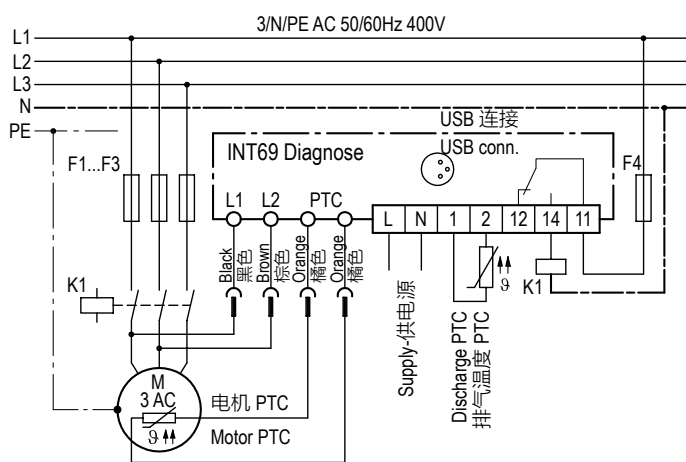 3/N/PE AC 50/60Hz 400V
L1
L2
L3
N
PE
USB 连接
USB conn.
INT69 Diagnose
F1...F3
F4
L1 L2 PTC
L N 1 2 12 14 11
Black
黑色
Brown
棕色
Orange
橘色
Orange
橘色
K1
K1
ϑ
Supply-供电源
Discharge PTC
排气温度 PTC
M
3 AC
ϑ
电机 PTC
Motor PTC